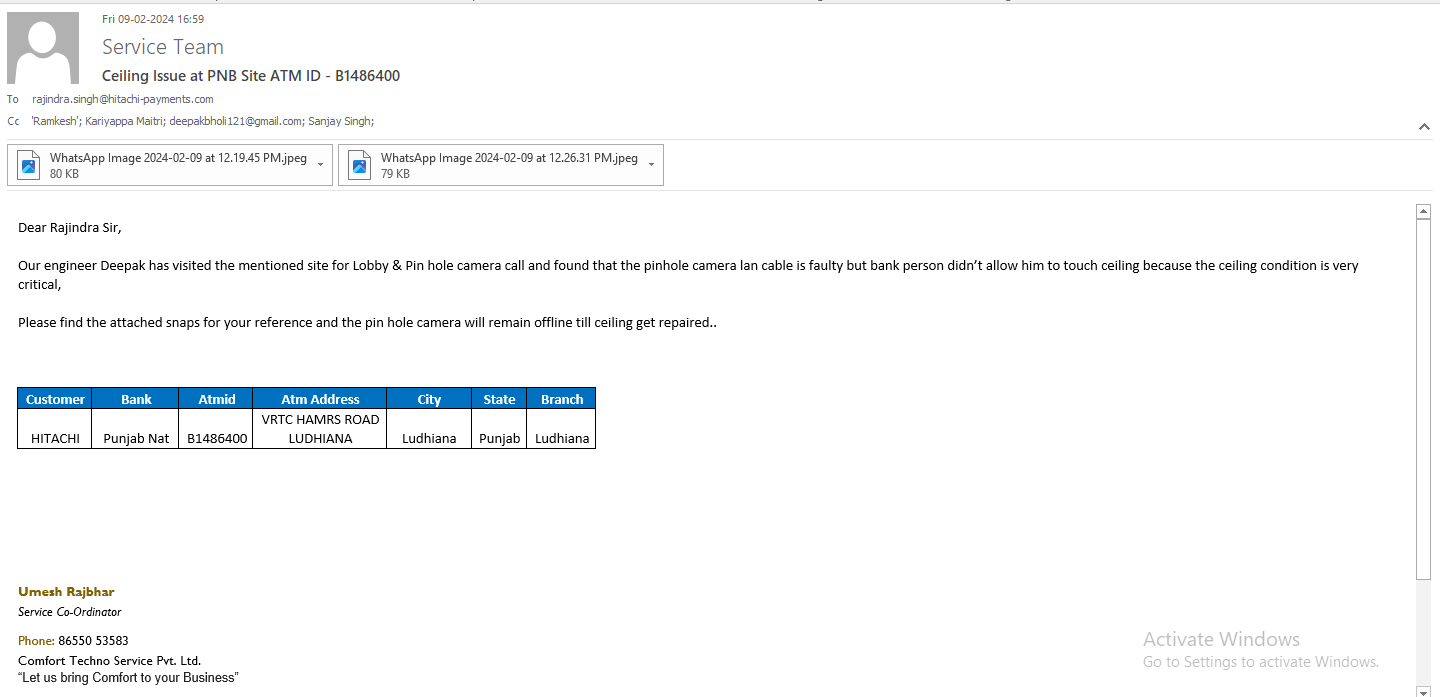 Fri 09-02-2024 16:59
Service Team
Ceiling Issue at PNB Site ATM ID - B1486400
To rajindra.singh@hitachi-payments.com
Cc 'Ramkesh'; Kariyappa Maitri; deepakbholi121@gmail.com; Sanjay Singh;
WhatsApp Image 2024-02-09 at 12.19.45 PM.jpeg WhatsApp Image 2024-02-09 at 12.26.31 PM.jpeg
80 KB 79 KB
Dear Rajindra Sir,
Our engineer Deepak has visited the mentioned site for Lobby & Pin hole camera call and found that the pinhole camera lan cable is faulty but bank person didn’t allow him to touch ceiling because the ceiling condition is very
critical,
Please find the attached snaps for your reference and the pin hole camera will remain offline till ceiling get repaired..
Customer Bank Atmid Atm Address City State Branch
VRTC HAMRS ROAD
HITACHI Punjab Nat B1486400 LUDHIANA Ludhiana Punjab Ludhiana
Umesh Rajbhar
Service Co-Ordinator
Phone: 86550 53583
Comfort Techno Service Pvt. Ltd.
“Let us bring Comfort to your Business”
Activate Windows
Go to Settings to activate Windows.